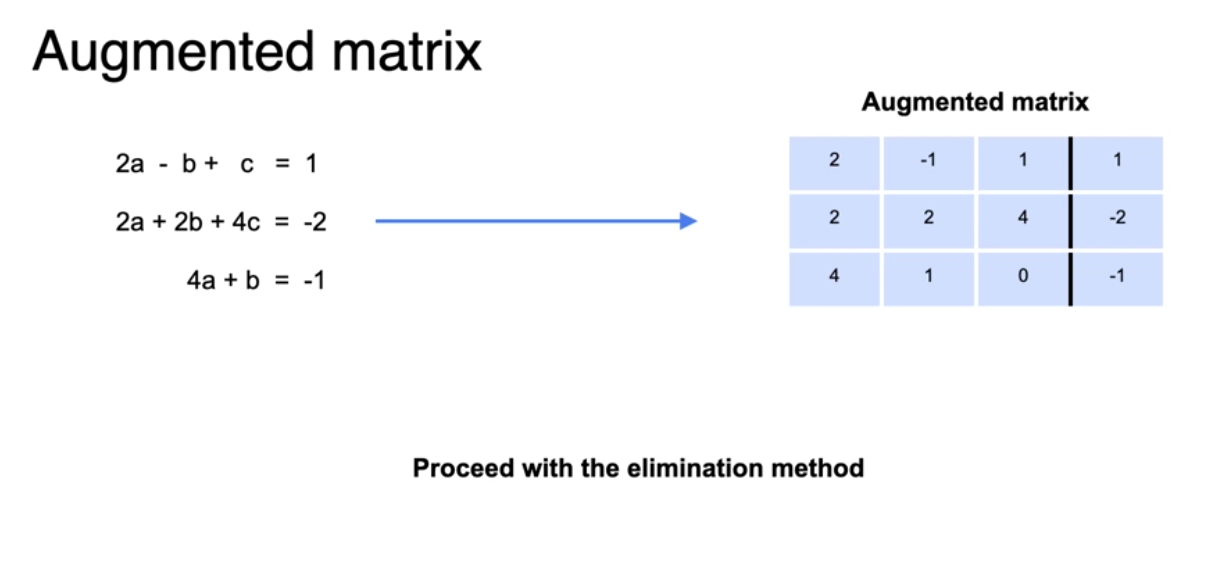 Augmented matrix
2a - b + c = 1
2a + 2b + 4c = -2
4a + b = -1
Augmented matrix
2 -1 1 1
2 2 4 -2
4 1 0 -1
Proceed with the elimination method